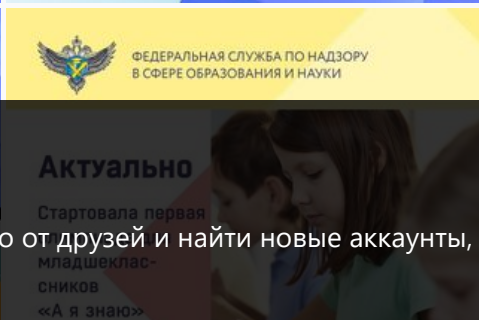 ФЕДЕРАЛЬНАЯ СЛУЖБА ПО НАДЗОРУ
В СФЕРЕ ОБРАЗОВАНИЯ И НАУКИ
Актуально
Стартовала первая
о от друзей и найти новые аккаунты,
младшеклас-
сников
«А я знаю»